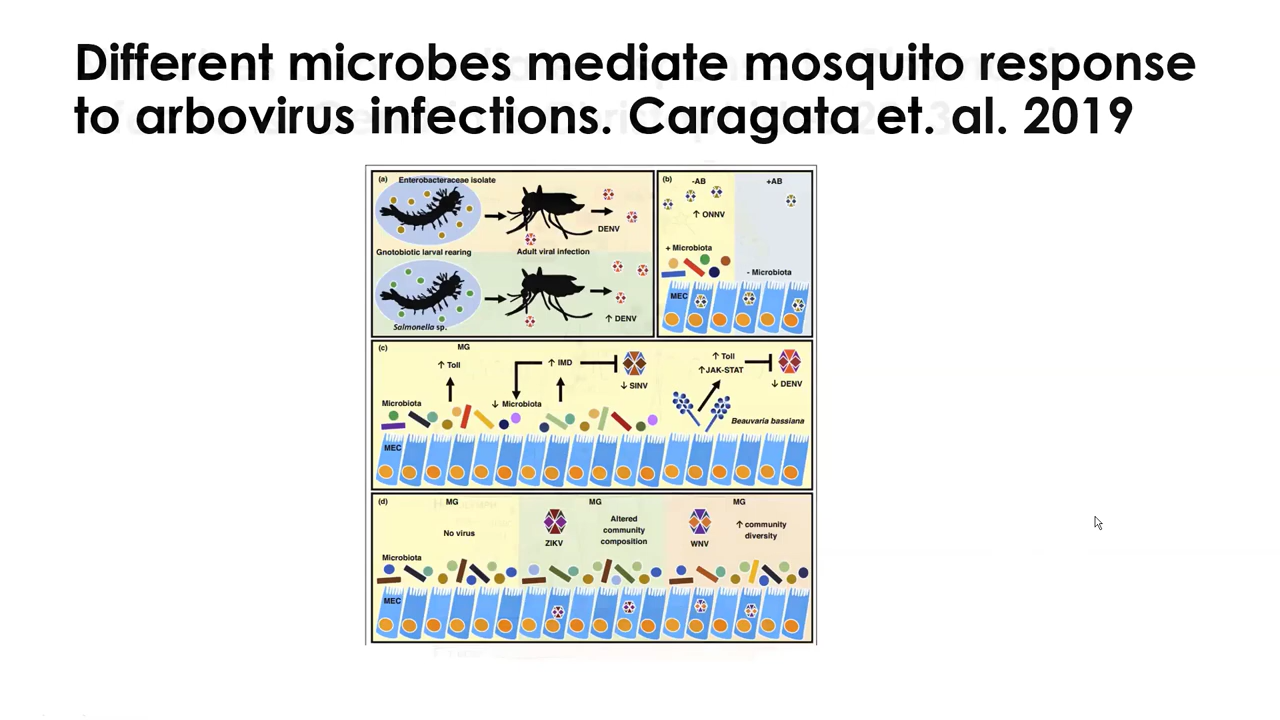 Different microbes mediate mosquito response
to arbovirus infections. Caragata et. al. 2019
(a)
Enterobacteraceae isolate
DENV
Gnotobiotic larval rearing
Adult viral infection
↑ DENV
Salmonella sp.
(b)
-AB
+AB
↑ ONNV
+ Microbiota
- Microbiota
MEC
(c)
MG
↑ Toll
↑ IMD
↓ SINV
Microbiota
↓ Microbiota
↑ Toll
↑JAK-STAT
↓ DENV
Beauvaria bassiana
MEC
(d)
MG
No virus
Microbiota
MEC
MG
ZIKV
Altered
community
composition
MG
WNV
↑ community
diversity